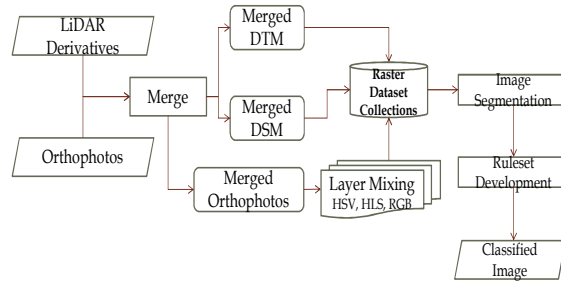 LiDAR
Derivatives
Orthophotos
Merge
Merged
DTM
Merged
DSM
Merged
Orthophotos
Layer Mixing
HSV, HLS, RGB
Raster
Dataset
Collections
Image
Segmentation
Ruleset
Development
Classified
Image